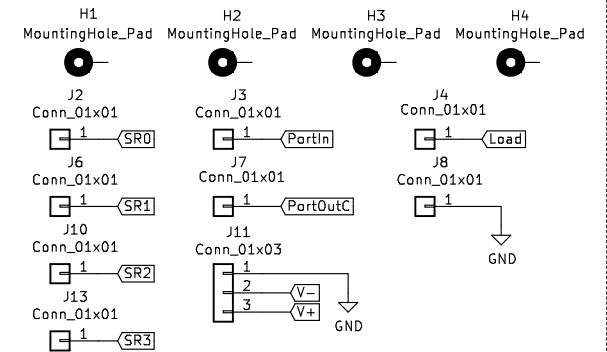 H1 H2 H3 H4
MountingHole_Pad MountingHole_Pad MountingHole_Pad MountingHole_Pad
J2 J3 J4
Conn_01x01 Conn_01x01 Conn_01x01
1 SR0 1 PortIn 1 Load
J6 J7 J8
Conn_01x01 Conn_01x01 Conn_01x01
1 SR1 1 PortOutC 1
J10 J11 GND
Conn_01x01 Conn_01x03
1 SR2 1
2 V-
J13 3 V+
Conn_01x01 GND
1 SR3